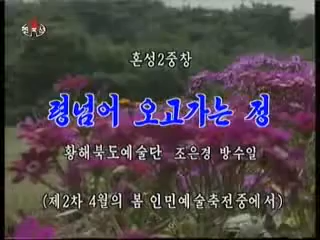 혼성2중창
령넘어 오고가는 정
황해북도예술단 조은경 방수일
(제2차 4월의 봄 인민예술축전중에서)